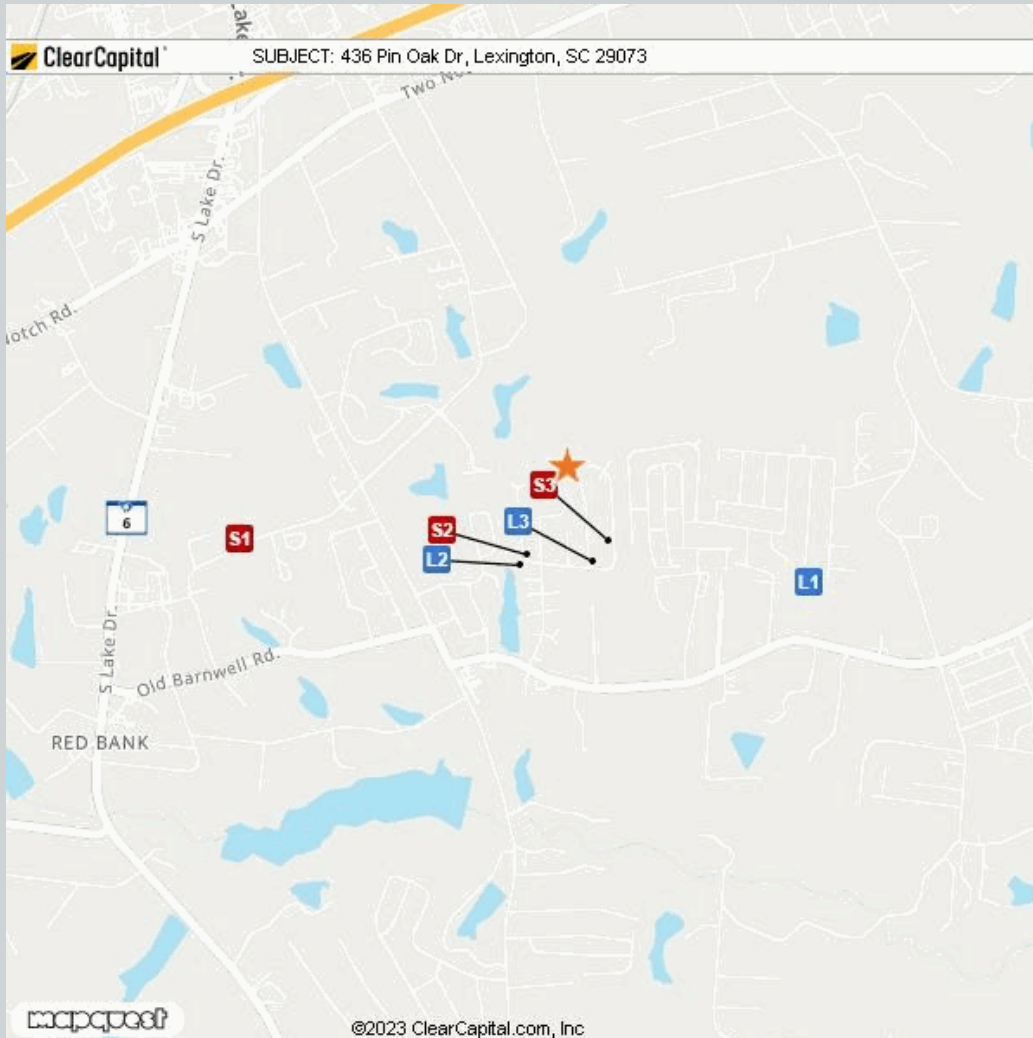 Lake
ClearCapital
SUBJECT: 436 Pin Oak Dr, Lexington, SC 29073
Two
S Lake Dr.
Rd.
S3
L3
6
S1
S2
L2
L1
S Lake Dr.
Old Barnwell Rd.
RED BANK
mapquest
©2023 ClearCapital.com, Inc